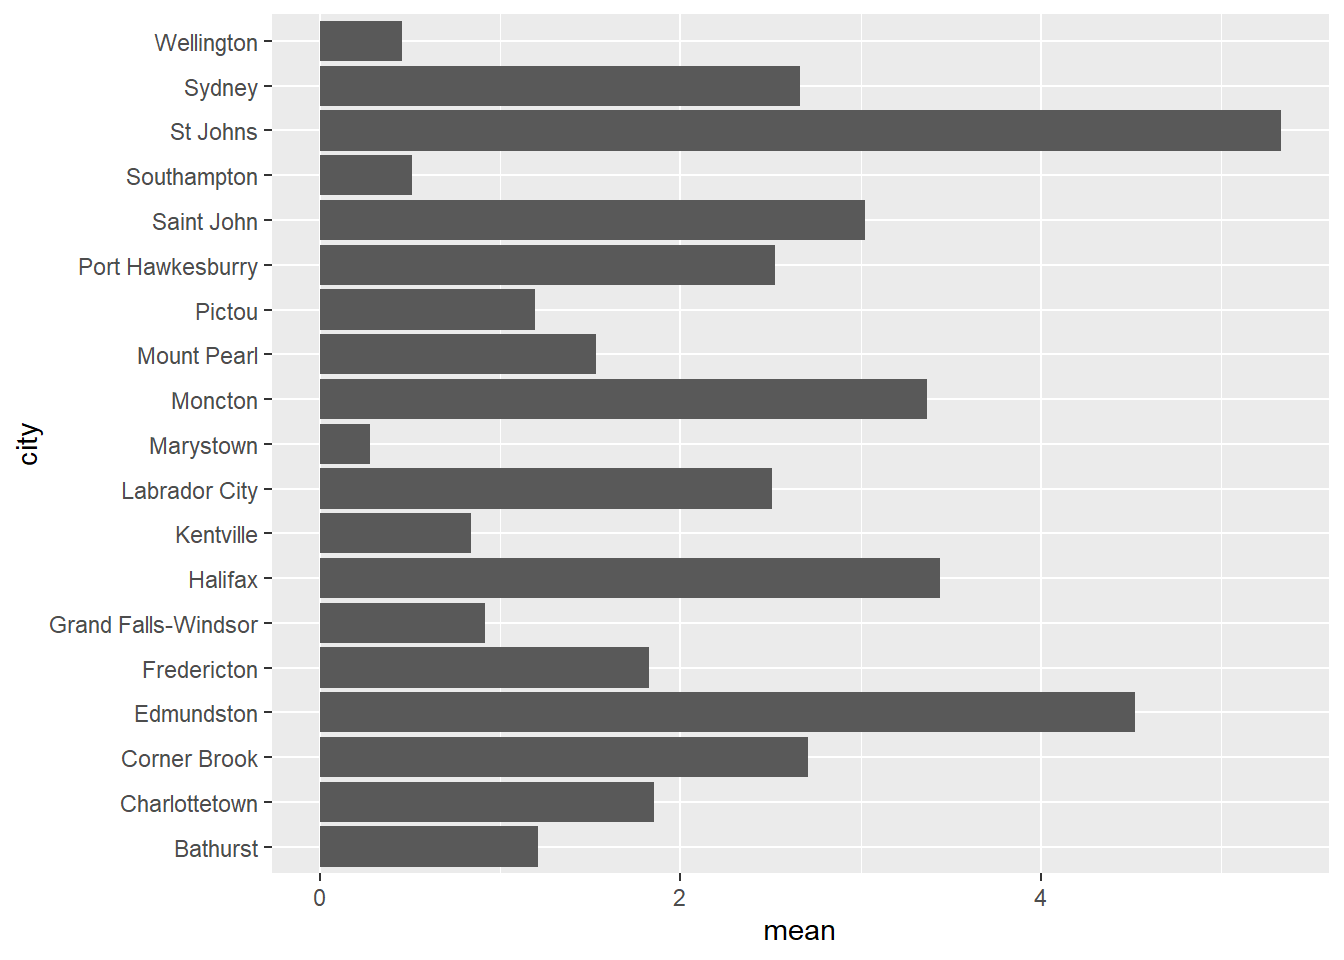 Wellington
Sydney
St Johns
Southampton
Saint John
Port Hawkesburry
Pictou
Mount Pearl
Moncton
Marystown
Labrador City
Kentville
Halifax
Grand Falls-Windsor
Fredericton
Edmundston
Corner Brook
Charlottetown
Bathurst
city
0 2 4
mean